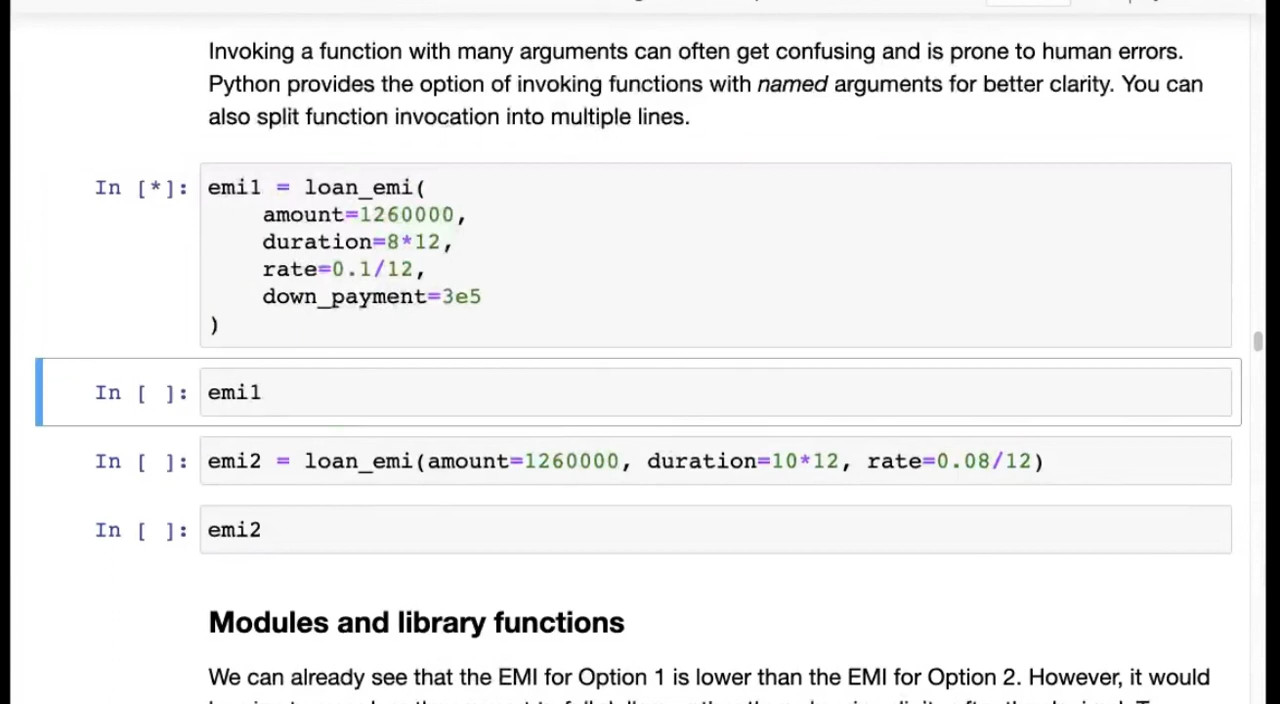 Invoking a function with many arguments can often get confusing and is prone to human errors.
Python provides the option of invoking functions with named arguments for better clarity. You can
also split function invocation into multiple lines.
In [*]: emi1 = loan_emi(
amount=1260000,
duration=8*12,
rate=0.1/12,
down_payment=3e5
)
In [ ]: emi1
In [ ]: emi2 = loan_emi(amount=1260000, duration=10*12, rate=0.08/12)
In [ ]: emi2
Modules and library functions
We can already see that the EMI for Option 1 is lower than the EMI for Option 2. However, it would